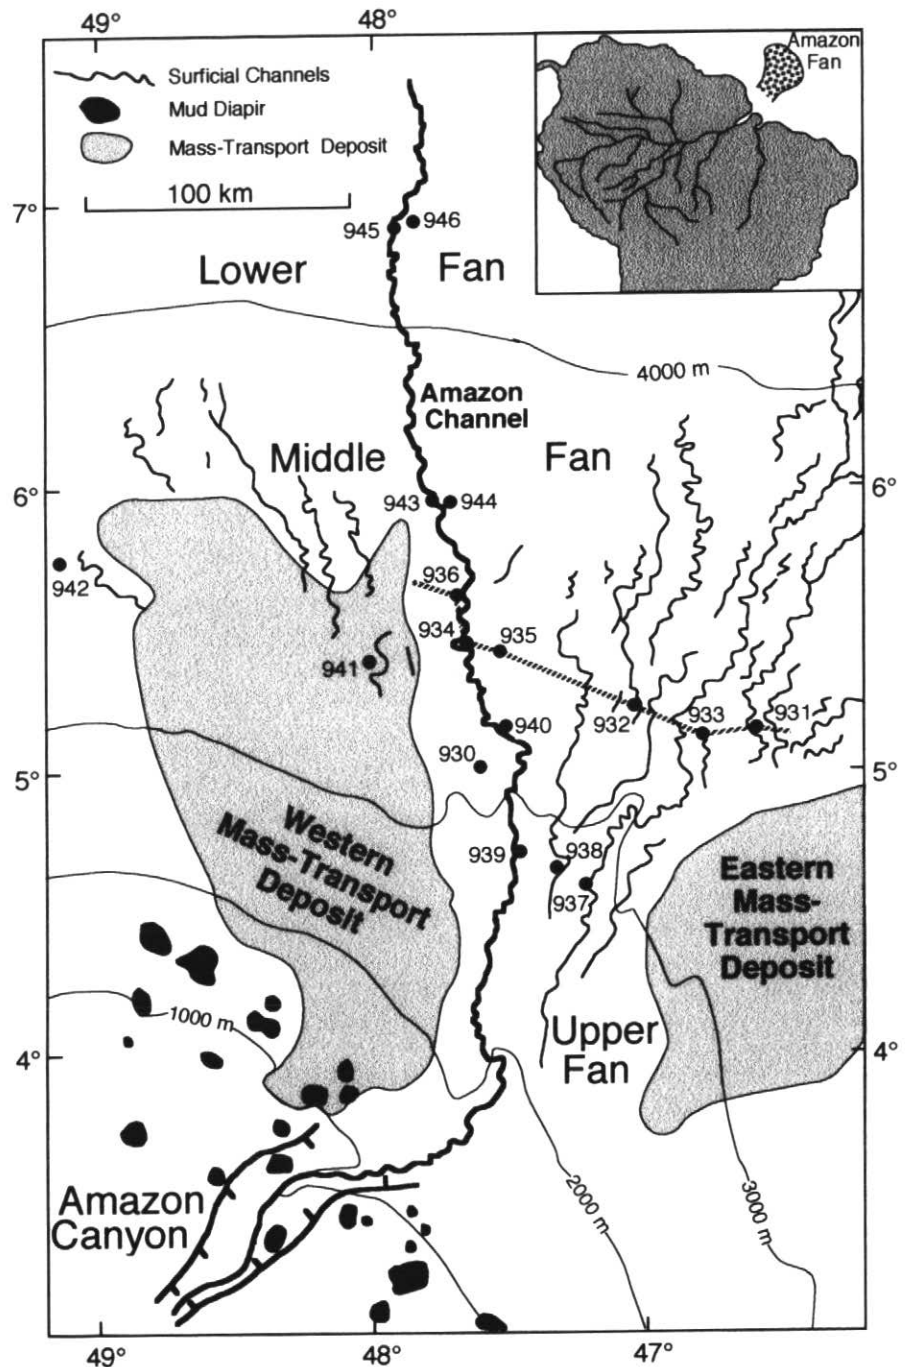 49°
48°
Surficial Channels
Mud Diapir
Mass-Transport Deposit
100 km
Amazon
Fan
7°
945
946
Lower
Fan
4000 m
Amazon
Channel
Middle
Fan
6°
943
944
6°
942
936
934
935
941
932
933
931
940
930
5°
5°
939
938
937
Western
Mass-Transport
Deposit
Eastern
Mass-
Transport
Deposit
1000 m
Upper
Fan
4°
4°
Amazon
Canyon
2000 m
3000 m
49°
48°
47°